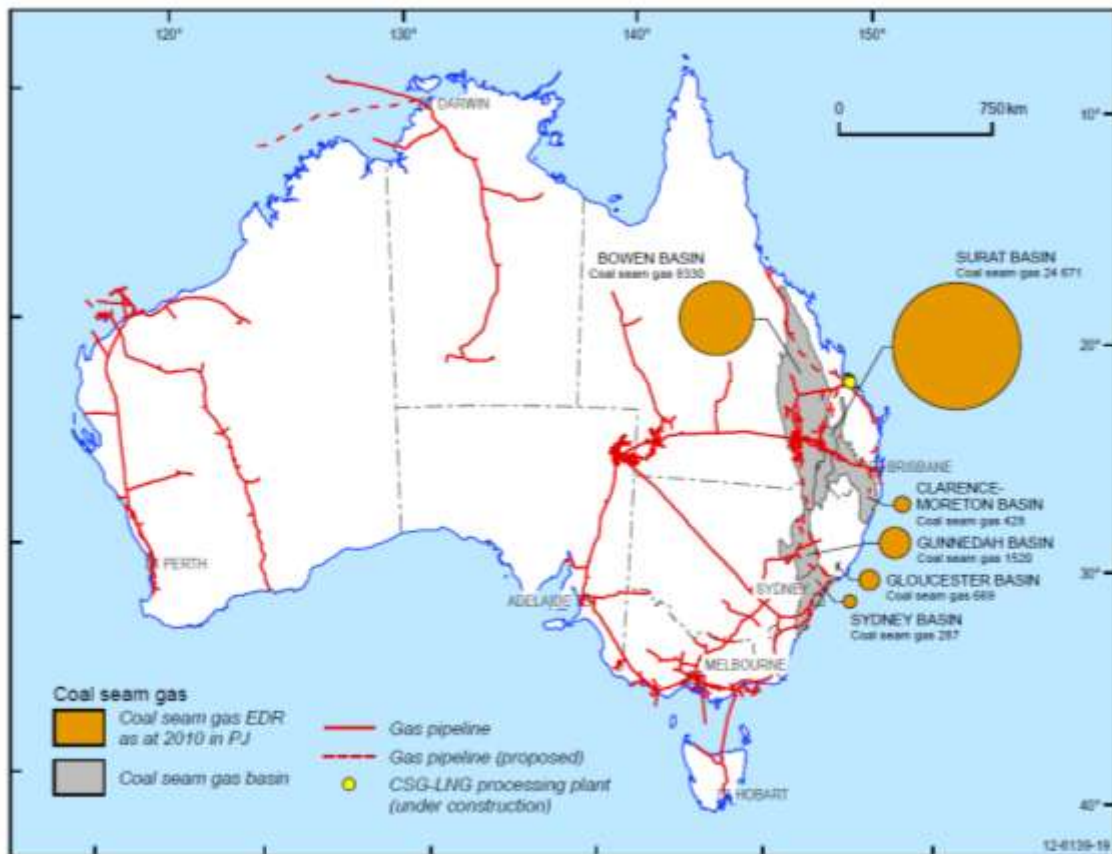 120°
130°
140°
150°
0
750 km
10°
DARWIN
BOWEN BASIN
Coal seam gas 8330
SURAT BASIN
Coal seam gas 24 671
20°
BRISBANE
CLARENCE-
MORETON BASIN
Coal seam gas 428
GUNNEDAH BASIN
Coal seam gas 1520
PERTH
30°
ADELAIDE
SYDNEY
GLOUCESTER BASIN
Coal seam gas 669
SYDNEY BASIN
Coal seam gas 287
MELBOURNE
Coal seam gas
Coal seam gas EDR
as at 2010 in PJ
Coal seam gas basin
Gas pipeline
Gas pipeline (proposed)
CSG-LNG processing plant
(under construction)
HOBART
40°
12-6139-19